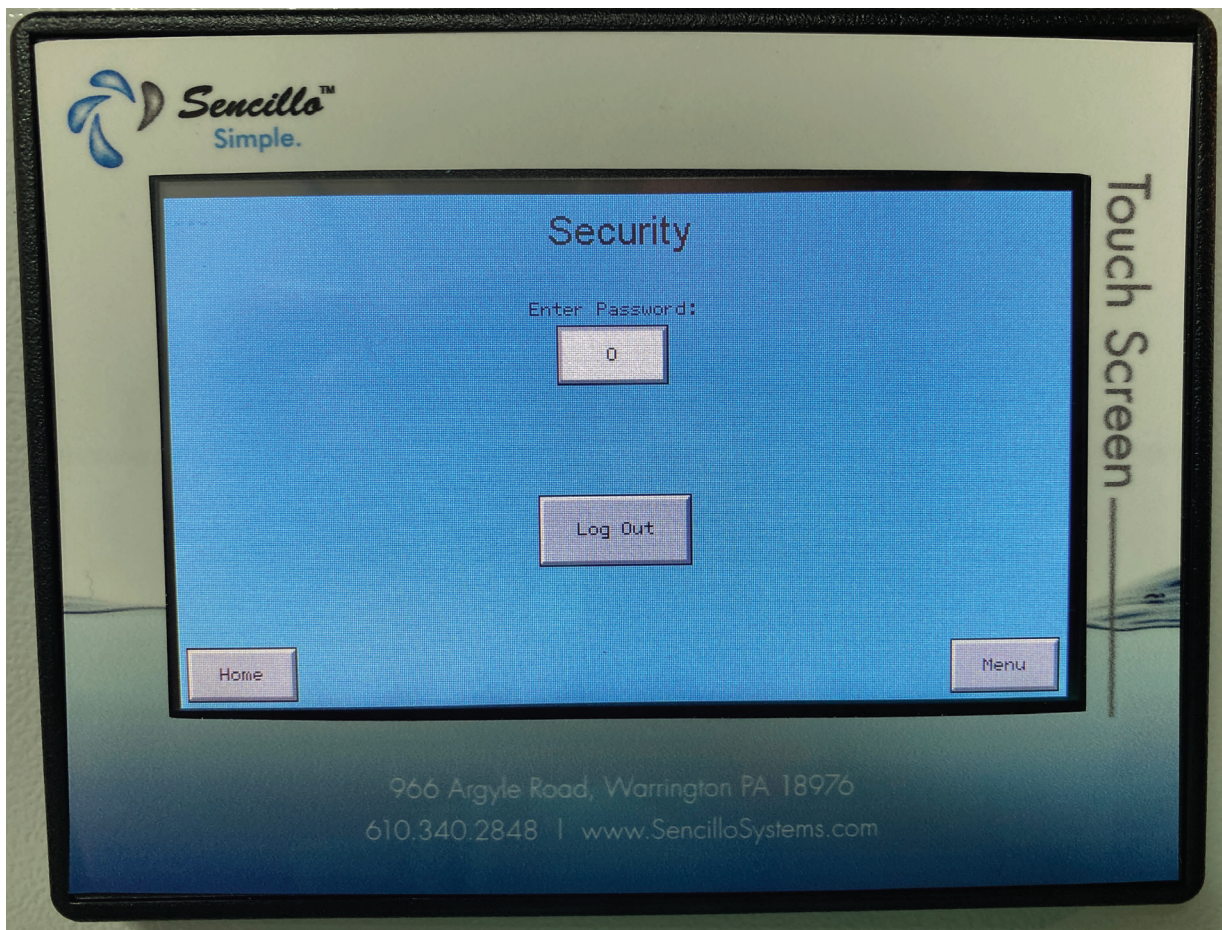 Sencillo™
Simple.
Touch Screen
Security
Enter Password:
0
Log Out
Home
Menu
966 Argyle Road, Warrington PA 18976
610.340.2848 | www.SencilloSystems.com